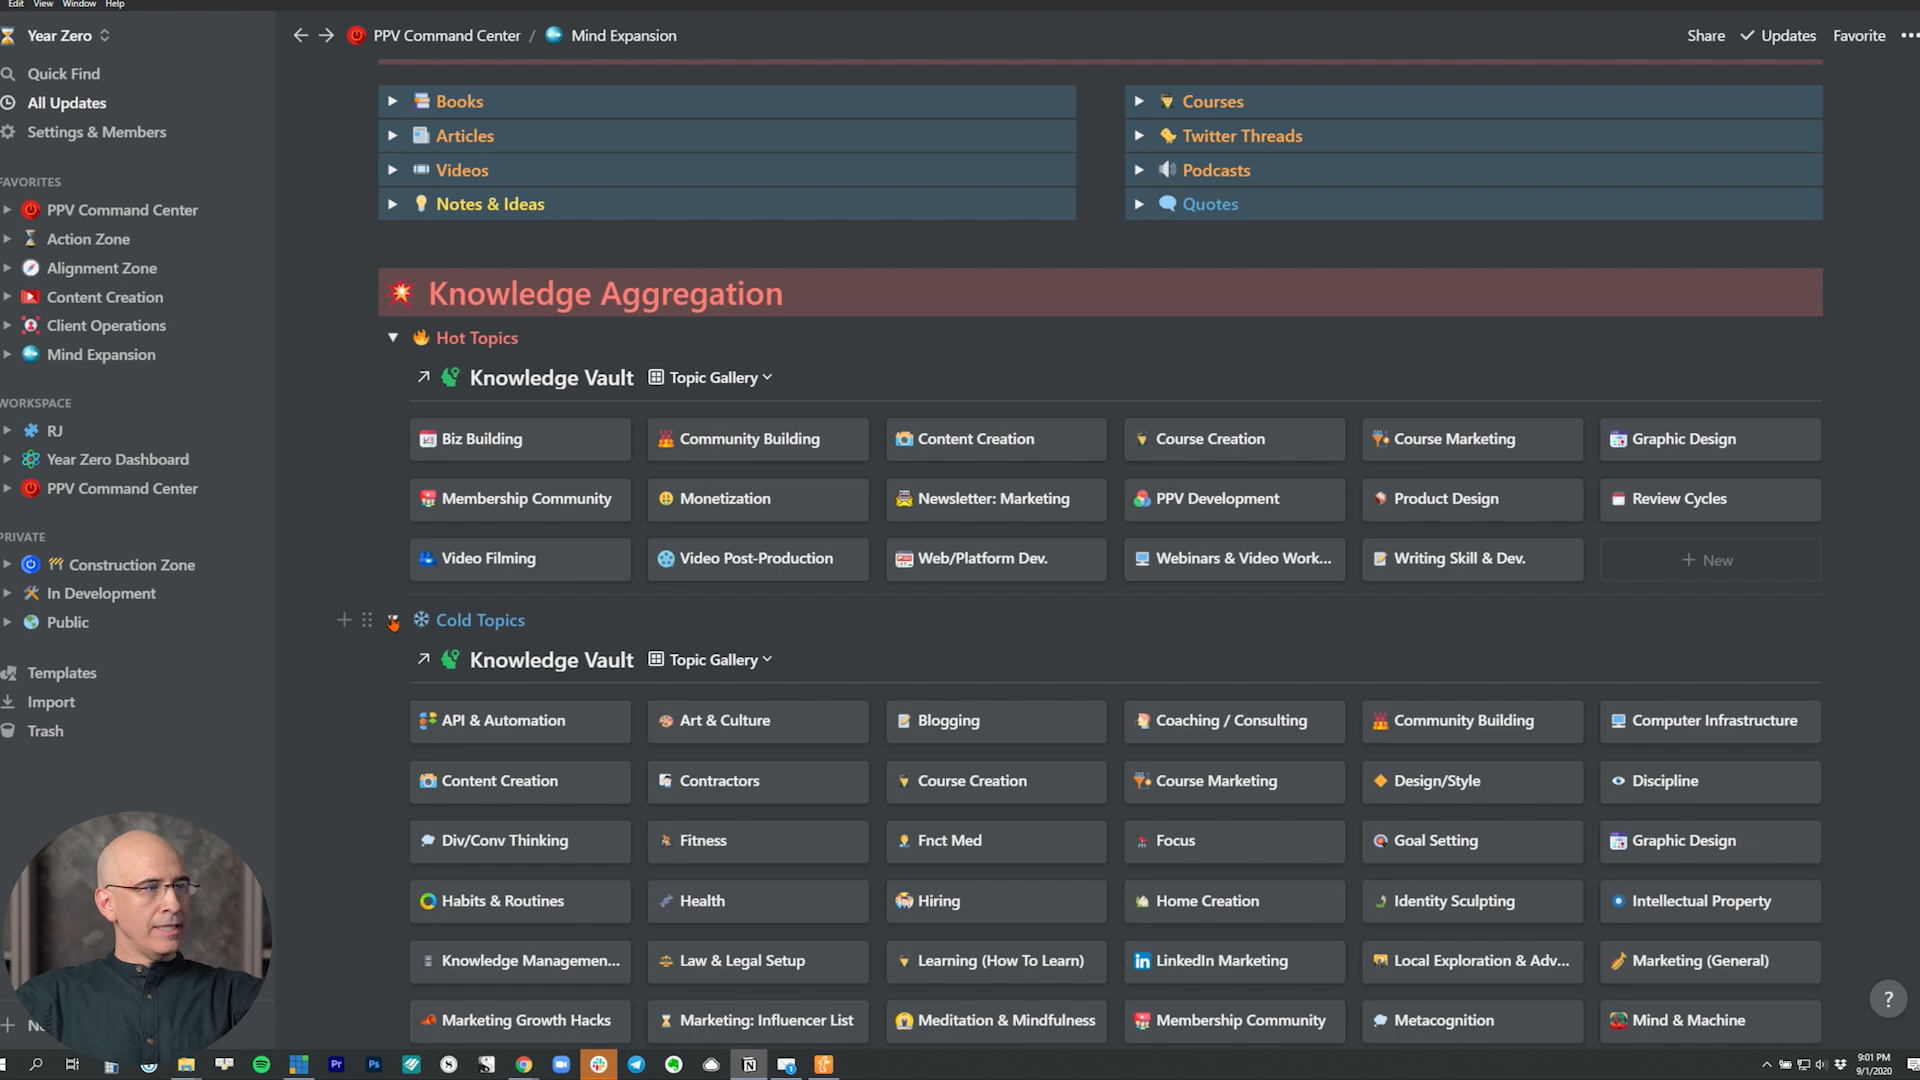 Edit View Window Help
Year Zero
PPV Command Center / Mind Expansion
Share Updates Favorite
Quick Find
All Updates
Settings & Members
FAVORITES
PPV Command Center
Action Zone
Alignment Zone
Content Creation
Client Operations
Mind Expansion
WORKSPACE
RJ
Year Zero Dashboard
PPV Command Center
PRIVATE
Construction Zone
In Development
Public
Templates
Import
Trash
Books
Courses
Articles
Twitter Threads
Videos
Podcasts
Notes & Ideas
Quotes
Knowledge Aggregation
Hot Topics
Knowledge Vault Topic Gallery
Biz Building
Community Building
Content Creation
Course Creation
Course Marketing
Graphic Design
Membership Community
Monetization
Newsletter: Marketing
PPV Development
Product Design
Review Cycles
Video Filming
Video Post-Production
Web/Platform Dev.
Webinars & Video Work...
Writing Skill & Dev.
+ New
Cold Topics
Knowledge Vault Topic Gallery
API & Automation
Art & Culture
Blogging
Coaching / Consulting
Community Building
Computer Infrastructure
Content Creation
Contractors
Course Creation
Course Marketing
Design/Style
Discipline
Div/Conv Thinking
Fitness
Fnct Med
Focus
Goal Setting
Graphic Design
Habits & Routines
Health
Hiring
Home Creation
Identity Sculpting
Intellectual Property
Knowledge Managemen...
Law & Legal Setup
Learning (How To Learn)
LinkedIn Marketing
Local Exploration & Adv...
Marketing (General)
Marketing Growth Hacks
Marketing: Influencer List
Meditation & Mindfulness
Membership Community
Metacognition
Mind & Machine
?
Pr
Ps
9:01 PM
9/1/2020